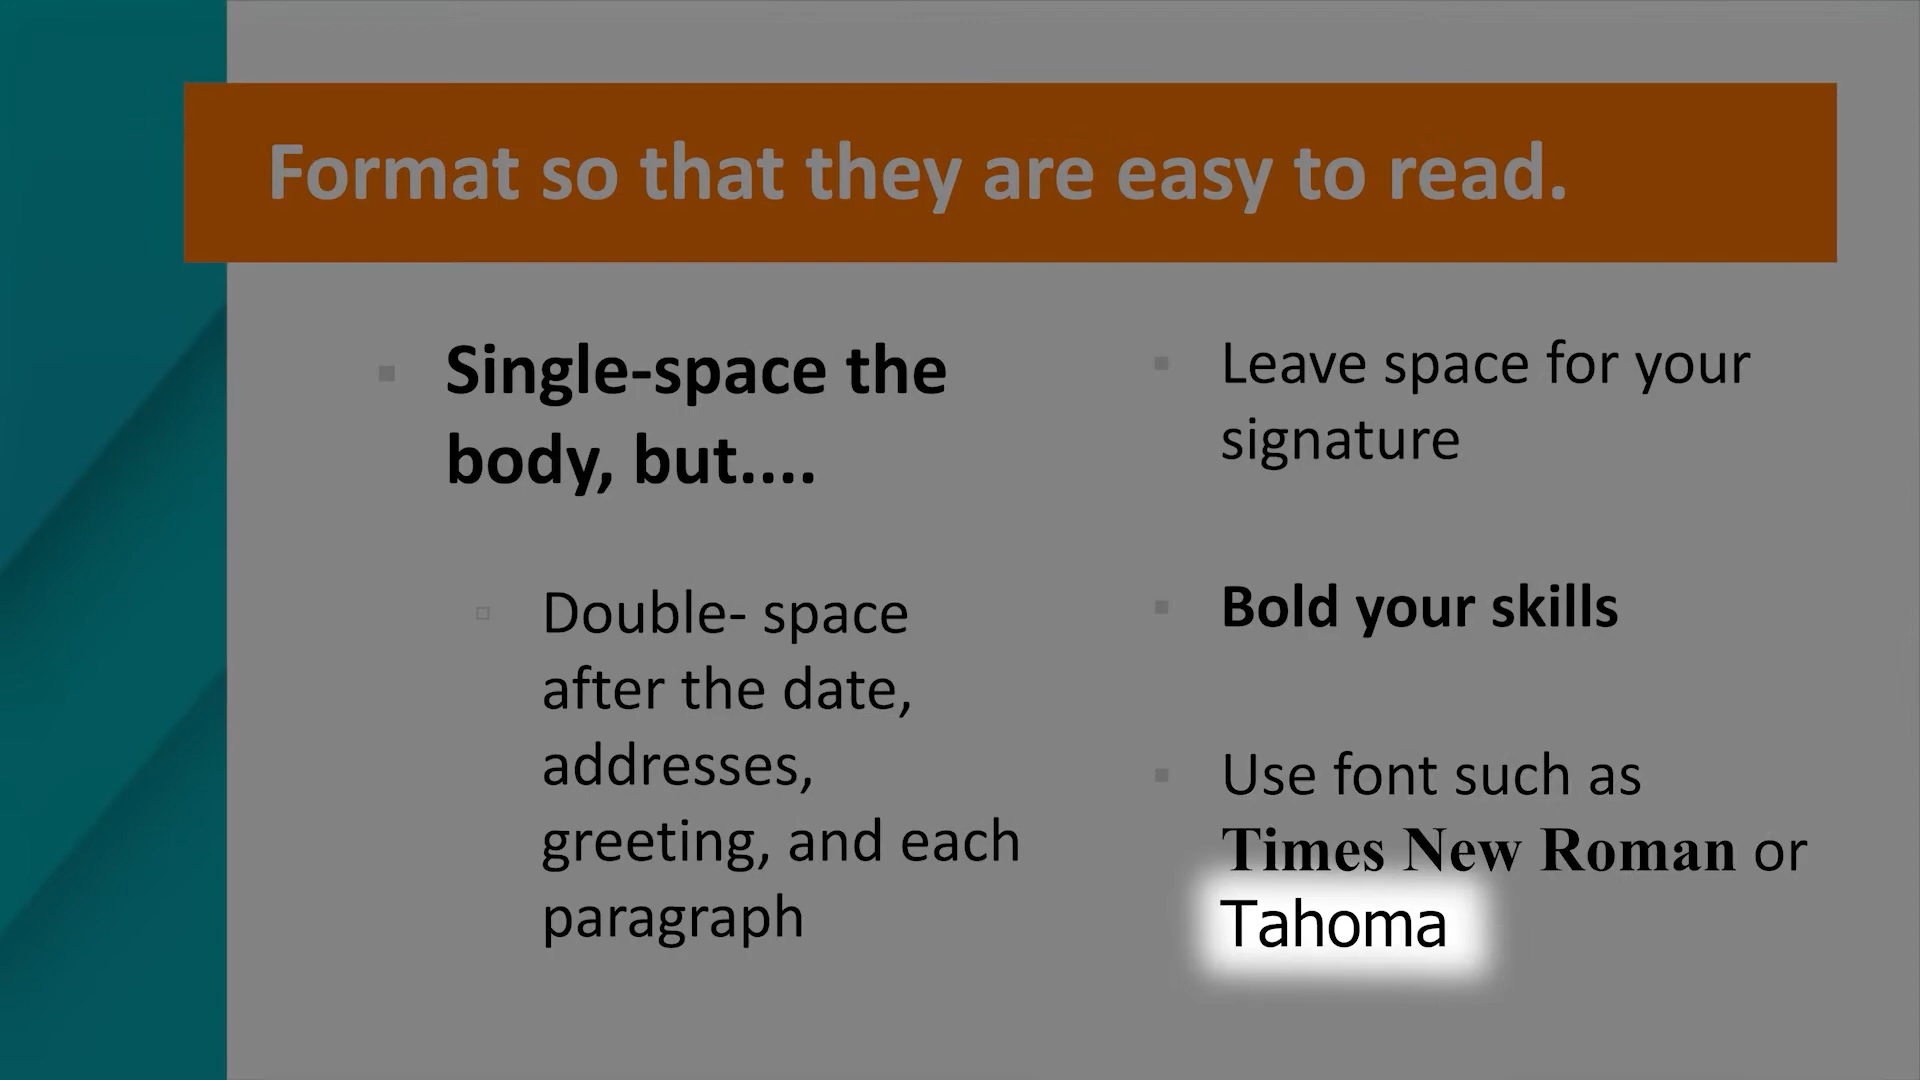 Format so that they are easy to read.
Single-space the
body, but....
Double- space
after the date,
addresses,
greeting, and each
paragraph
Leave space for your
signature
Bold your skills
Use font such as
Times New Roman or
Tahoma